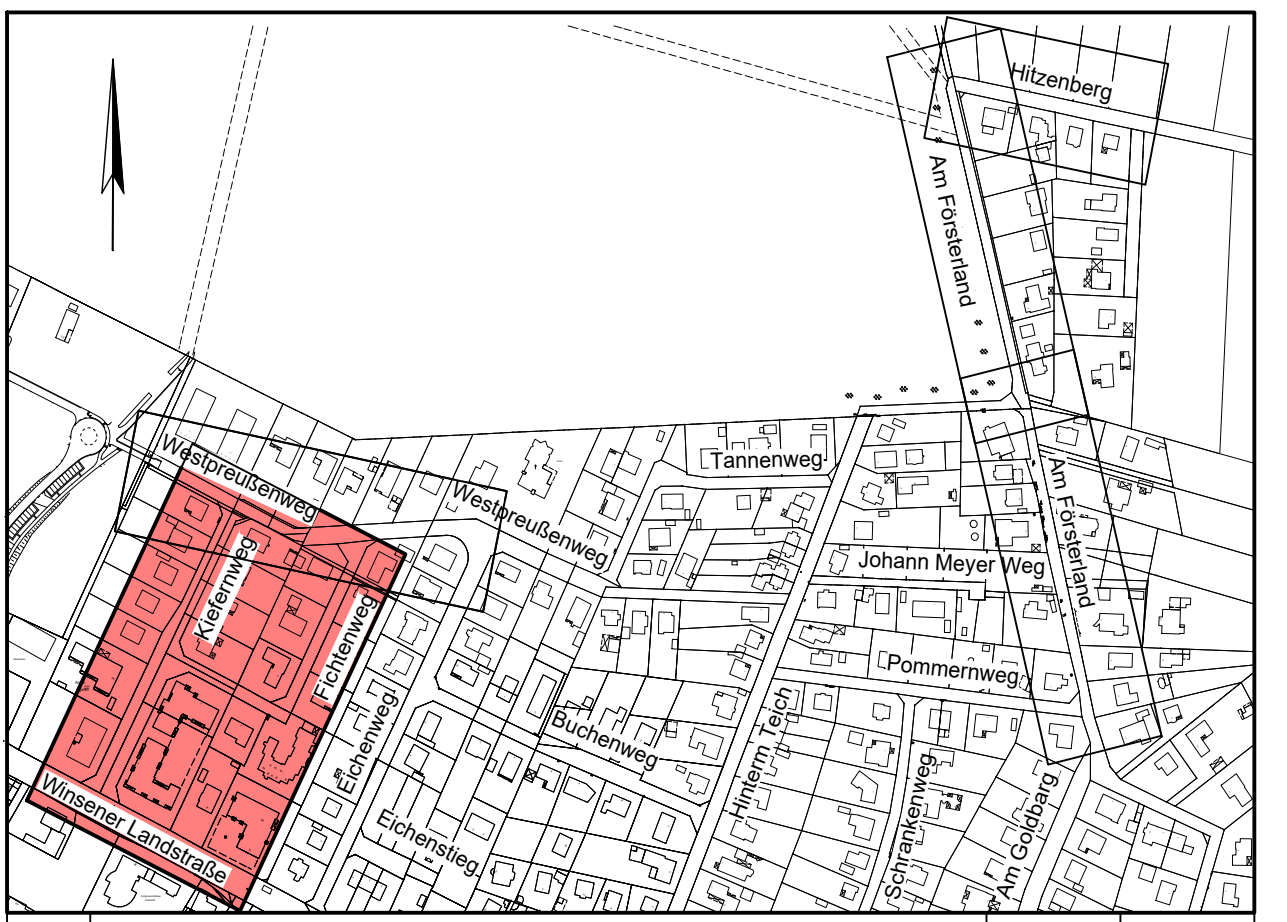 Hitzenberg
Am Försterland
Westpreußenweg
Westpreußenweg
Tannenweg
Am Försterland
Johann Meyer Weg
Kiefernweg
Fichtenweg
Pommernweg
Eichenweg
Buchenweg
Hinterm Teich
Schrankenweg
Am Goldbarg
Winsener Landstraße
Eichenstieg